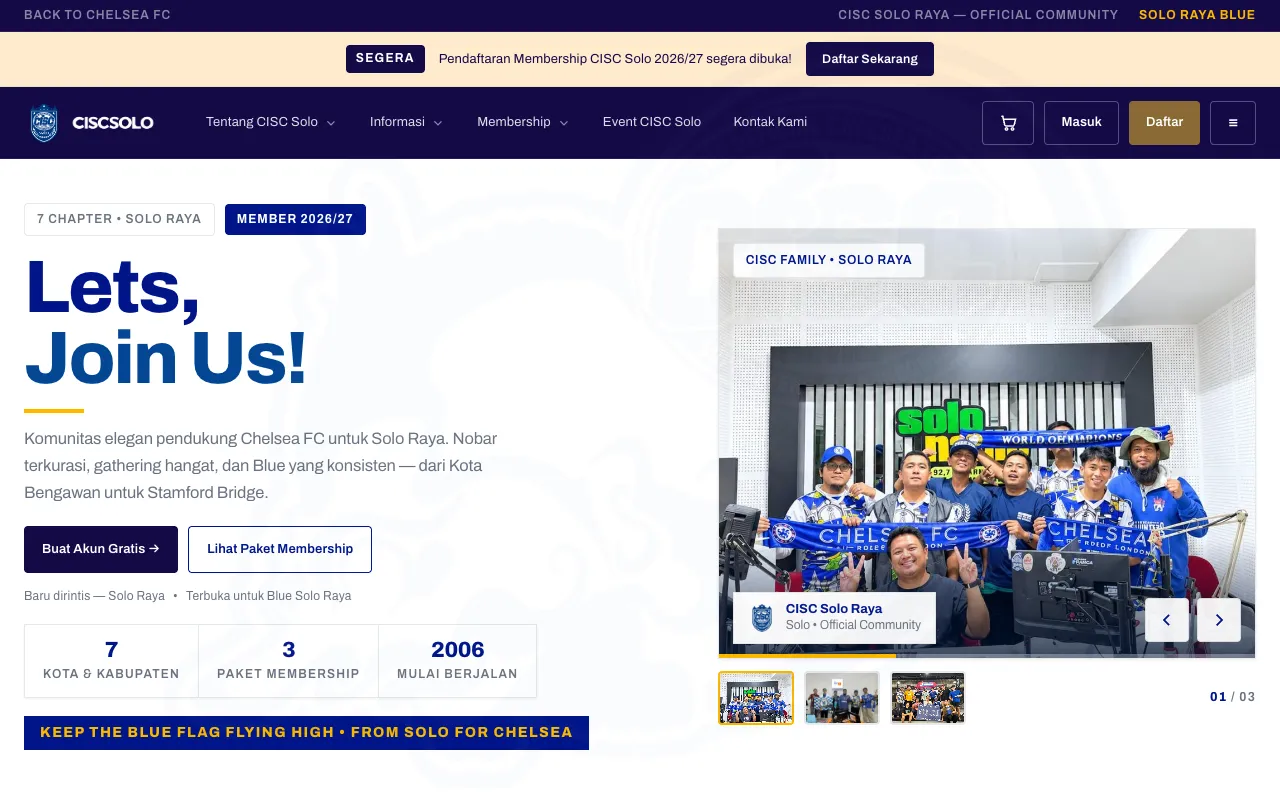 BACK TO CHELSEA FC
CISC SOLO RAYA — OFFICIAL COMMUNITY
SOLO RAYA BLUE
SEGERA
Pendaftaran Membership CISC Solo 2026/27 segera dibuka!
Daftar Sekarang
CISC
CISCSOLO
Tentang CISC Solo
Informasi
Membership
Event CISC Solo
Kontak Kami
Masuk
Daftar
7 CHAPTER • SOLO RAYA
MEMBER 2026/27
Lets,
Join Us!
Komunitas elegan pendukung Chelsea FC untuk Solo Raya. Nobar
terkurasi, gathering hangat, dan Blue yang konsisten — dari Kota
Bengawan untuk Stamford Bridge.
Buat Akun Gratis →
Lihat Paket Membership
Baru dirintis — Solo Raya • Terbuka untuk Blue Solo Raya
7
KOTA & KABUPATEN
3
PAKET MEMBERSHIP
2006
MULAI BERJALAN
KEEP THE BLUE FLAG FLYING HIGH • FROM SOLO FOR CHELSEA
CISC FAMILY • SOLO RAYA
solo
WORLD CHAMPIONS
92,7
CHELSEA FC
CHELSEA
CISC Solo Raya
Solo • Official Community
01 / 03